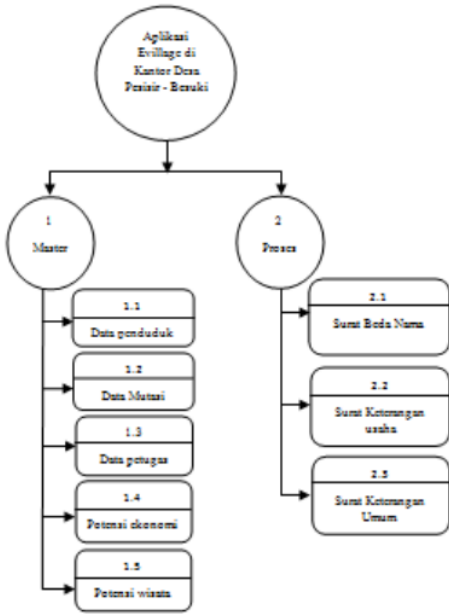 Aplikasi
Evillage di
Kantor Desa
Pesisir - Besuki
1
Master
2
Proses
1.1
Data penduduk
1.2
Data Mutasi
1.3
Data petugas
1.4
Potensi ekonomi
1.5
Potensi wisata
2.1
Surat Beda Nama
2.2
Surat Keterangan
usaha
2.3
Surat Keterangan
Umum